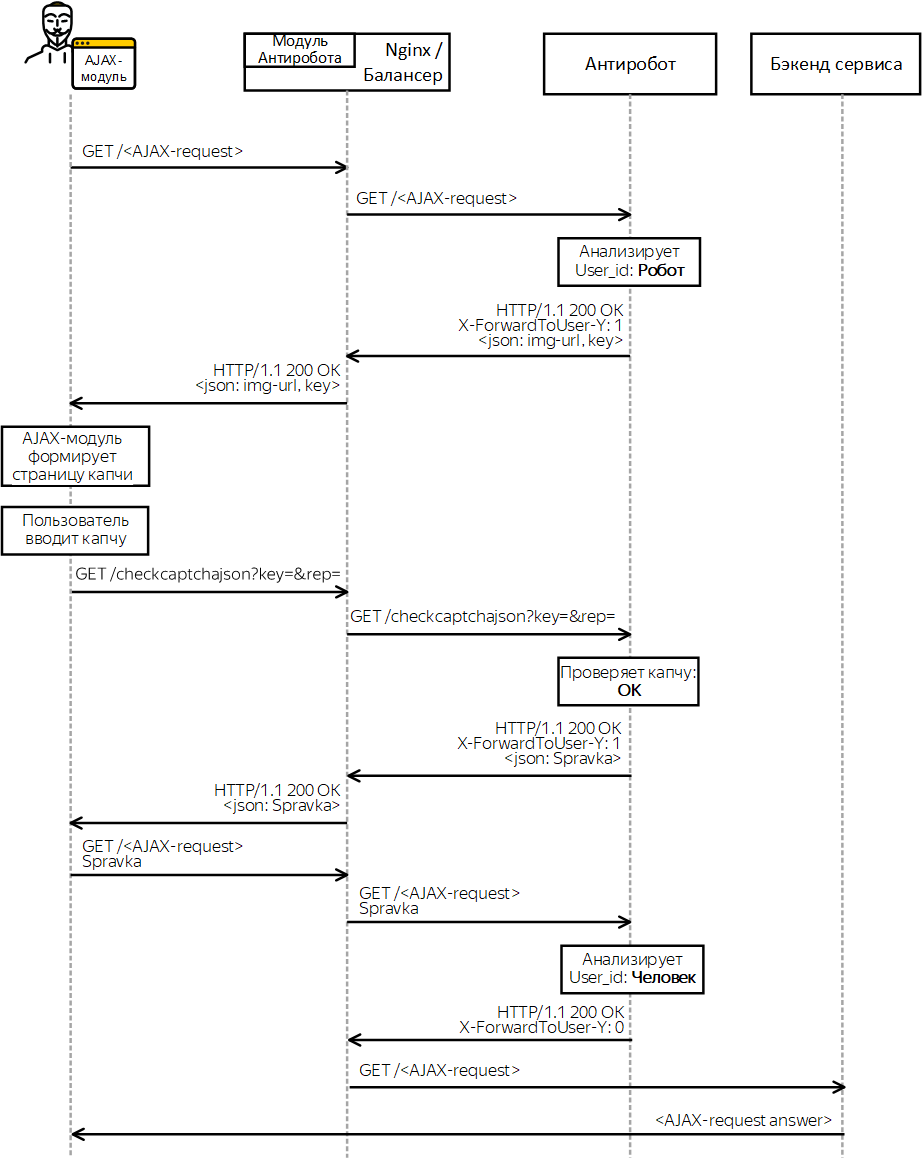 AJAX-
модуль
Модуль
Антиробота
Nginx /
Балансер
Антиробот
Бэкенд сервиса
GET /<AJAX-request>
GET /<AJAX-request>
Анализирует
User_id: Робот
HTTP/1.1 200 OK
X-ForwardToUser-Y: 1
<json: img-url, key>
HTTP/1.1 200 OK
<json: img-url, key>
AJAX-модуль
формирует
страницу капчи
Пользователь
вводит капчу
GET /checkcaptchajson?key=&rep=
GET /checkcaptchajson?key=&rep=
Проверяет капчу:
OK
HTTP/1.1 200 OK
X-ForwardToUser-Y: 1
<json: Spravka>
HTTP/1.1 200 OK
<json: Spravka>
GET /<AJAX-request>
Spravka
GET /<AJAX-request>
Spravka
Анализирует
User_id: Человек
HTTP/1.1 200 OK
X-ForwardToUser-Y: 0
GET /<AJAX-request>
<AJAX-request answer>